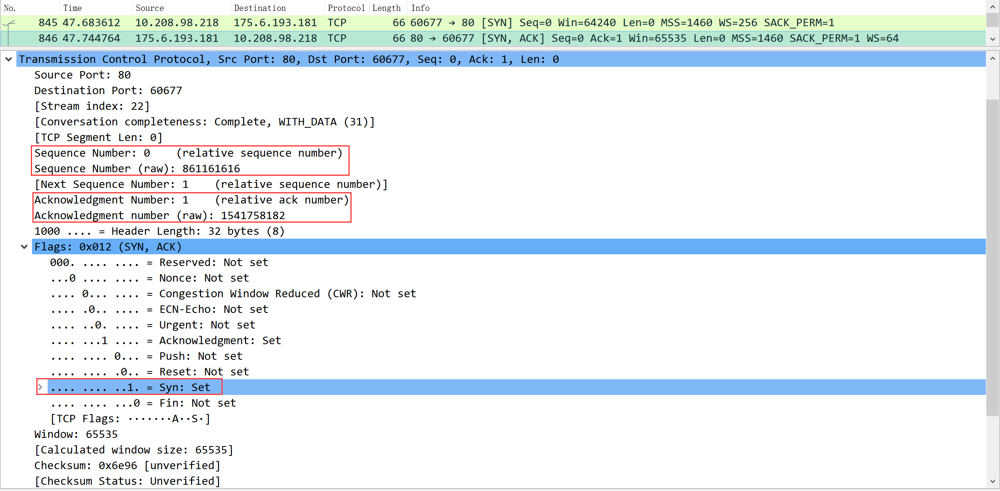 No. Time Source Destination Protocol Length Info
845 47.683612 10.208.98.218 175.6.193.181 TCP 66 60677 → 80 [SYN] Seq=0 Win=64240 Len=0 MSS=1460 WS=256 SACK_PERM=1
846 47.744764 175.6.193.181 10.208.98.218 TCP 66 80 → 60677 [SYN, ACK] Seq=0 Ack=1 Win=65535 Len=0 MSS=1460 SACK_PERM=1 WS=64
Transmission Control Protocol, Src Port: 80, Dst Port: 60677, Seq: 0, Ack: 1, Len: 0
Source Port: 80
Destination Port: 60677
[Stream index: 22]
[Conversation completeness: Complete, WITH_DATA (31)]
[TCP Segment Len: 0]
Sequence Number: 0    (relative sequence number)
Sequence Number (raw): 861161616
[Next Sequence Number: 1    (relative sequence number)]
Acknowledgment Number: 1    (relative ack number)
Acknowledgment number (raw): 1541758182
1000 .... = Header Length: 32 bytes (8)
Flags: 0x012 (SYN, ACK)
000. .... .... = Reserved: Not set
...0 .... .... = Nonce: Not set
.... 0... .... = Congestion Window Reduced (CWR): Not set
.... .0.. .... = ECN-Echo: Not set
.... ..0. .... = Urgent: Not set
.... ...1 .... = Acknowledgment: Set
.... .... 0... = Push: Not set
.... .... .0.. = Reset: Not set
.... .... ..1. = Syn: Set
.... .... ...0 = Fin: Not set
[TCP Flags: ·······A··S·]
Window: 65535
[Calculated window size: 65535]
Checksum: 0x6e96 [unverified]
[Checksum Status: Unverified]